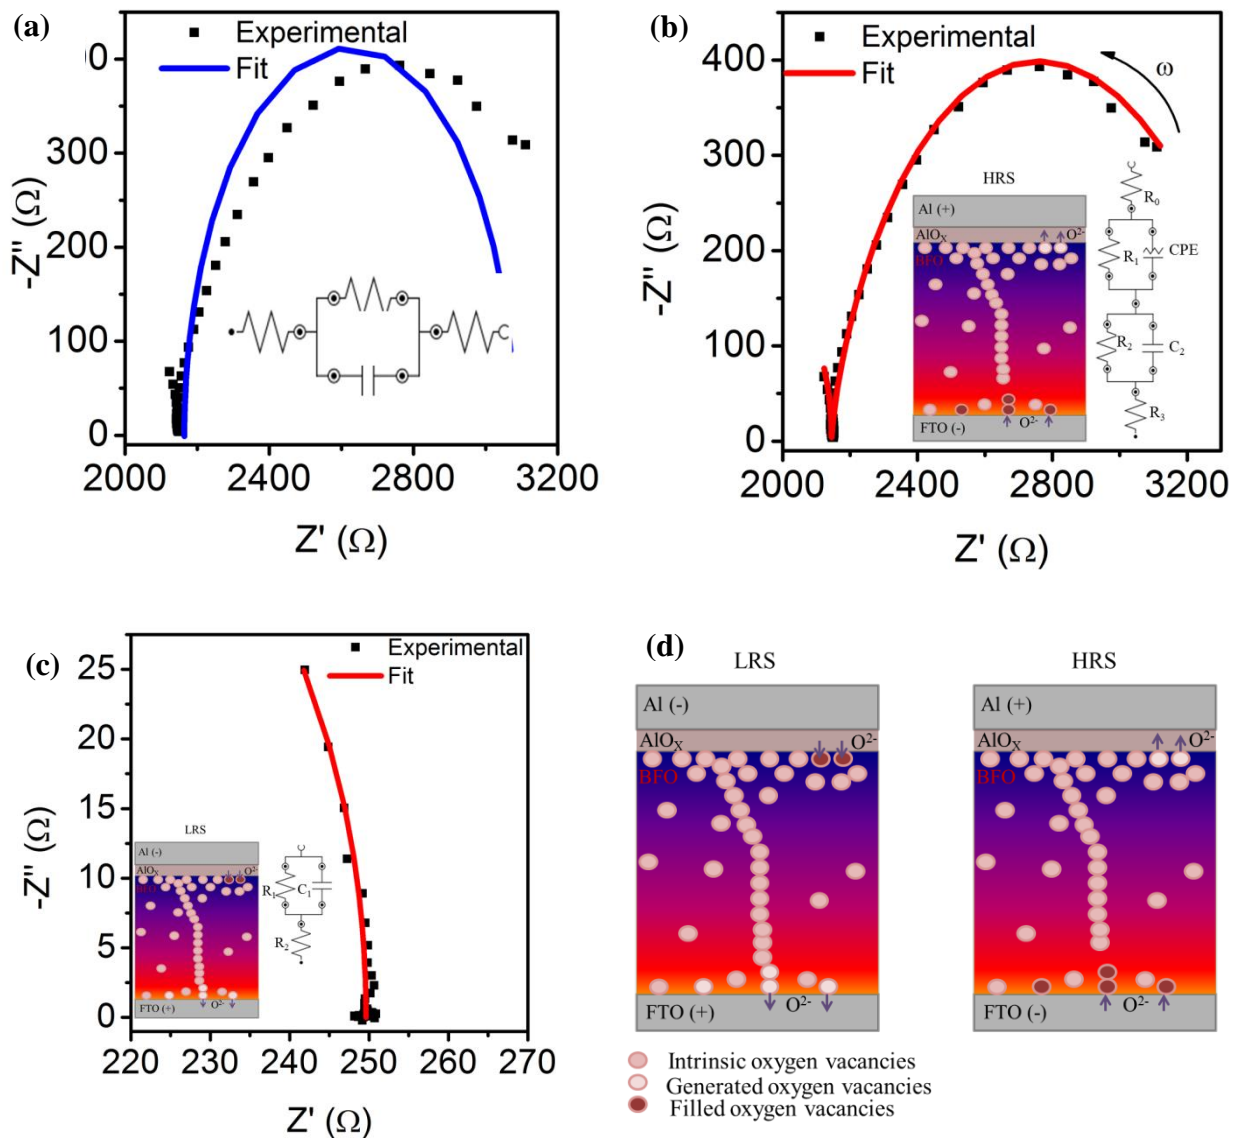 (a)
Experimental
Fit
00
300
200
100
0
-Z" (Ω)
2000 2400 2800 3200
Z' (Ω)
(b)
Experimental
Fit
ω
400
300
200
100
0
-Z" (Ω)
HRS
Al (+)
AlOX
O2-
BFO
FTO (-)
O2-
R0
R1
CPE
R2
C2
R3
2000 2400 2800 3200
Z' (Ω)
(c)
Experimental
Fit
25
20
15
10
5
0
-Z" (Ω)
LRS
Al (-)
AlOX
O2-
BFO
FTO (+)
O2-
R1
C1
R2
220 230 240 250 260 270
Z' (Ω)
(d)
LRS
HRS
Al (-)
AlOX
O2-
BFO
FTO (+)
O2-
Al (+)
AlOX
O2-
BFO
FTO (-)
O2-
Intrinsic oxygen vacancies
Generated oxygen vacancies
Filled oxygen vacancies